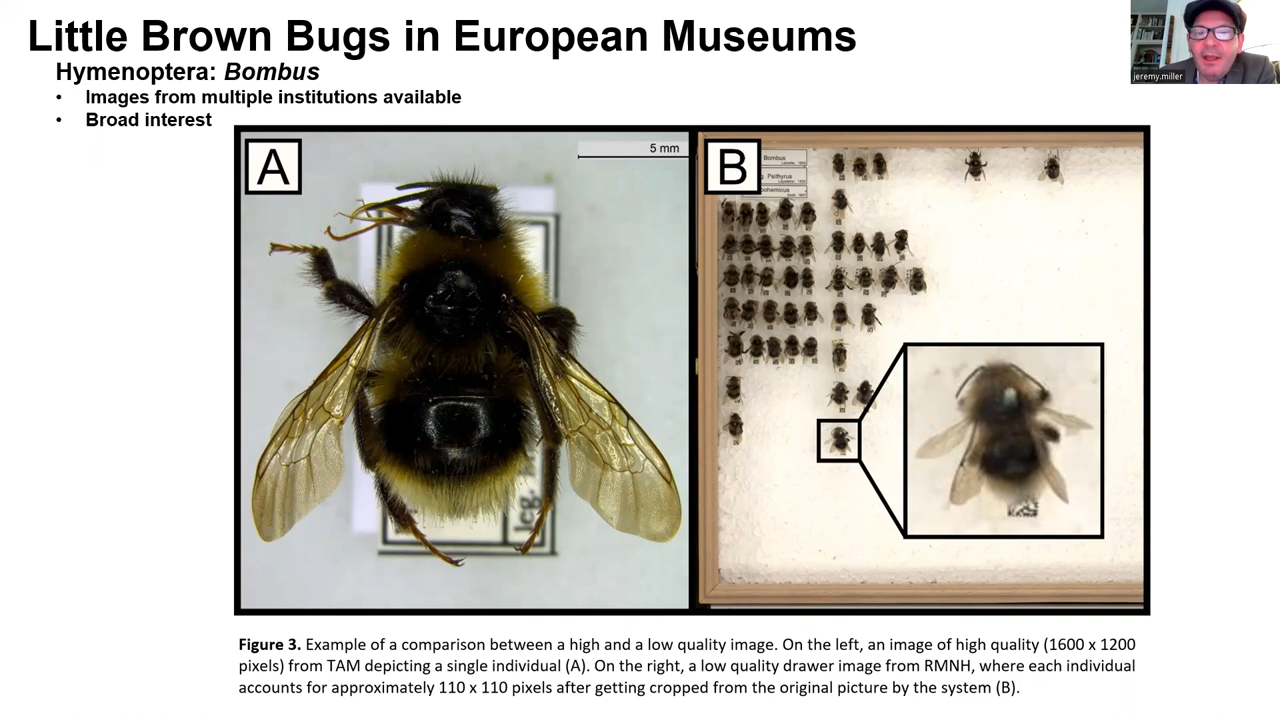 Little Brown Bugs in European Museums
jeremy.miller
Hymenoptera: Bombus
• Images from multiple institutions available
• Broad interest
A
5 mm
B
Bombus
Psithyrus
leg.
Figure 3. Example of a comparison between a high and a low quality image. On the left, an image of high quality (1600 x 1200
pixels) from TAM depicting a single individual (A). On the right, a low quality drawer image from RMNH, where each individual
accounts for approximately 110 x 110 pixels after getting cropped from the original picture by the system (B).